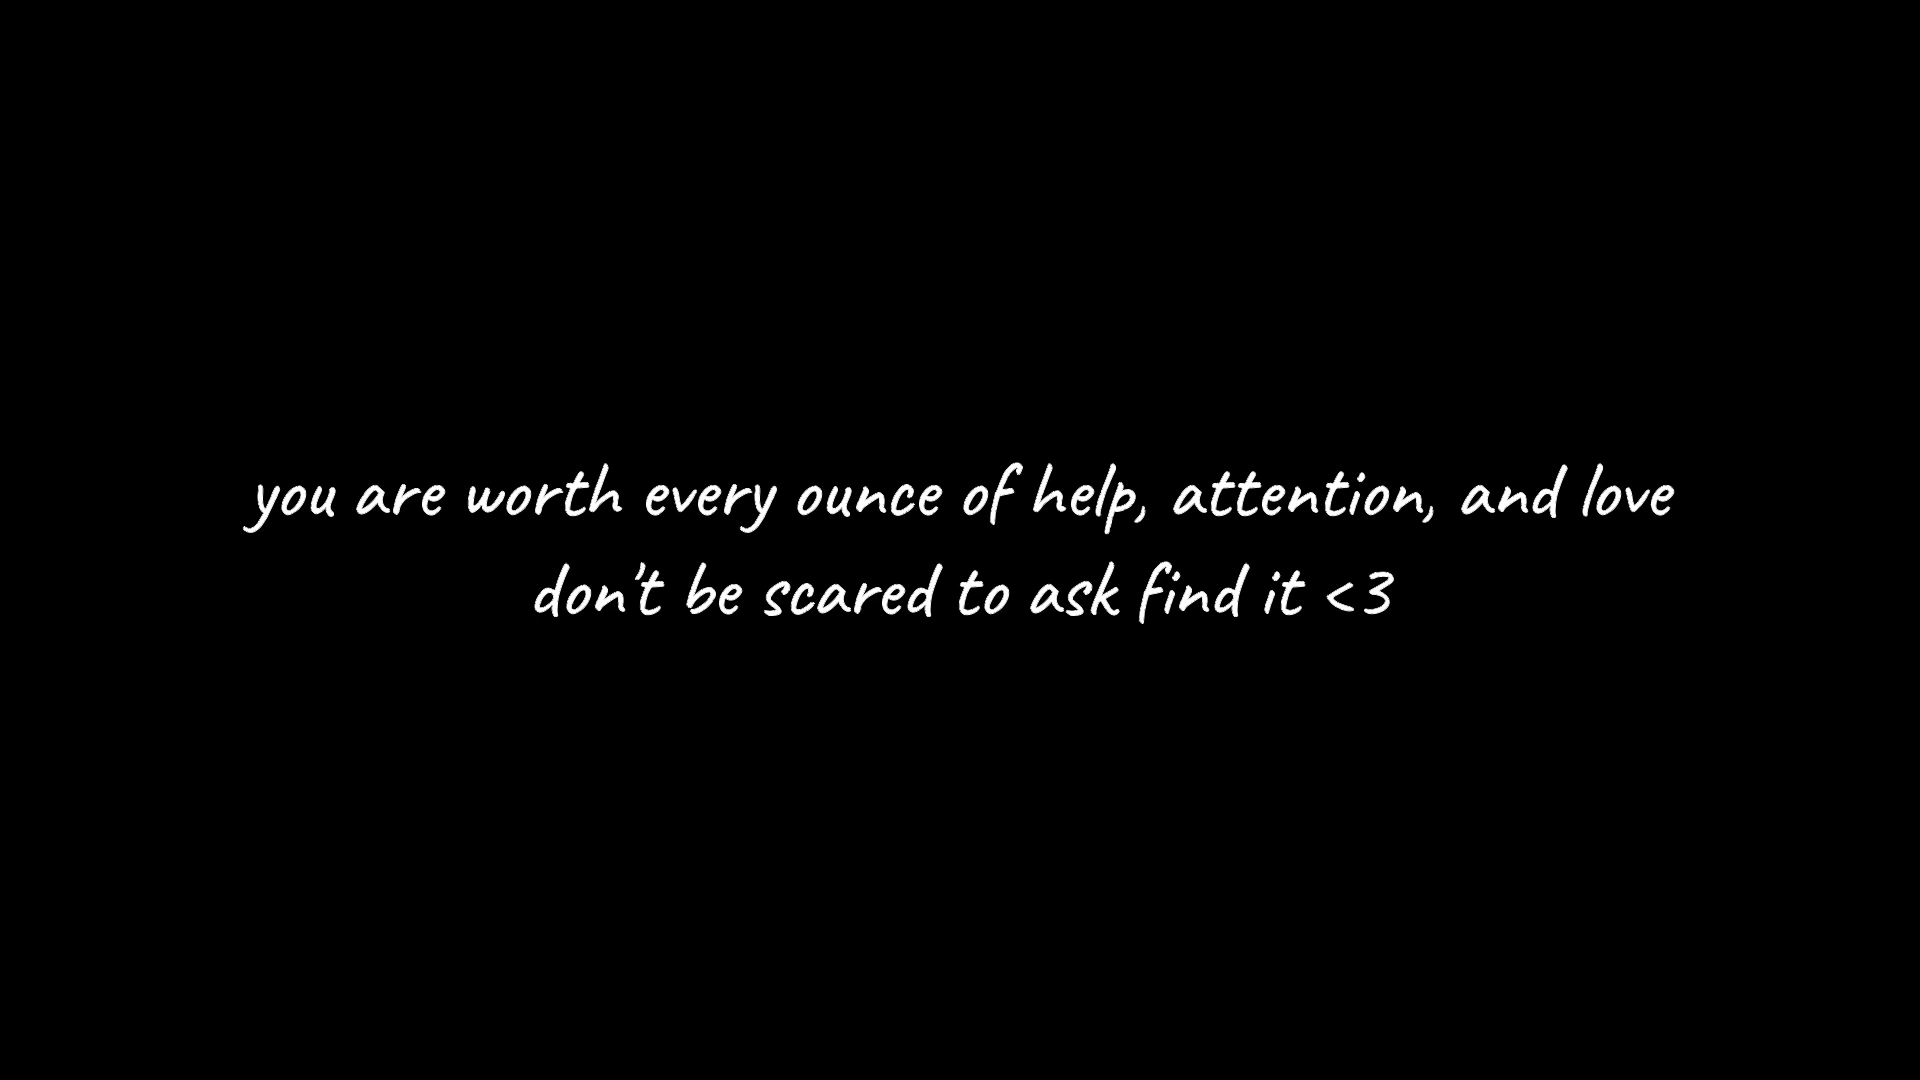 you are worth every ounce of help, attention, and love
don't be scared to ask find it <3